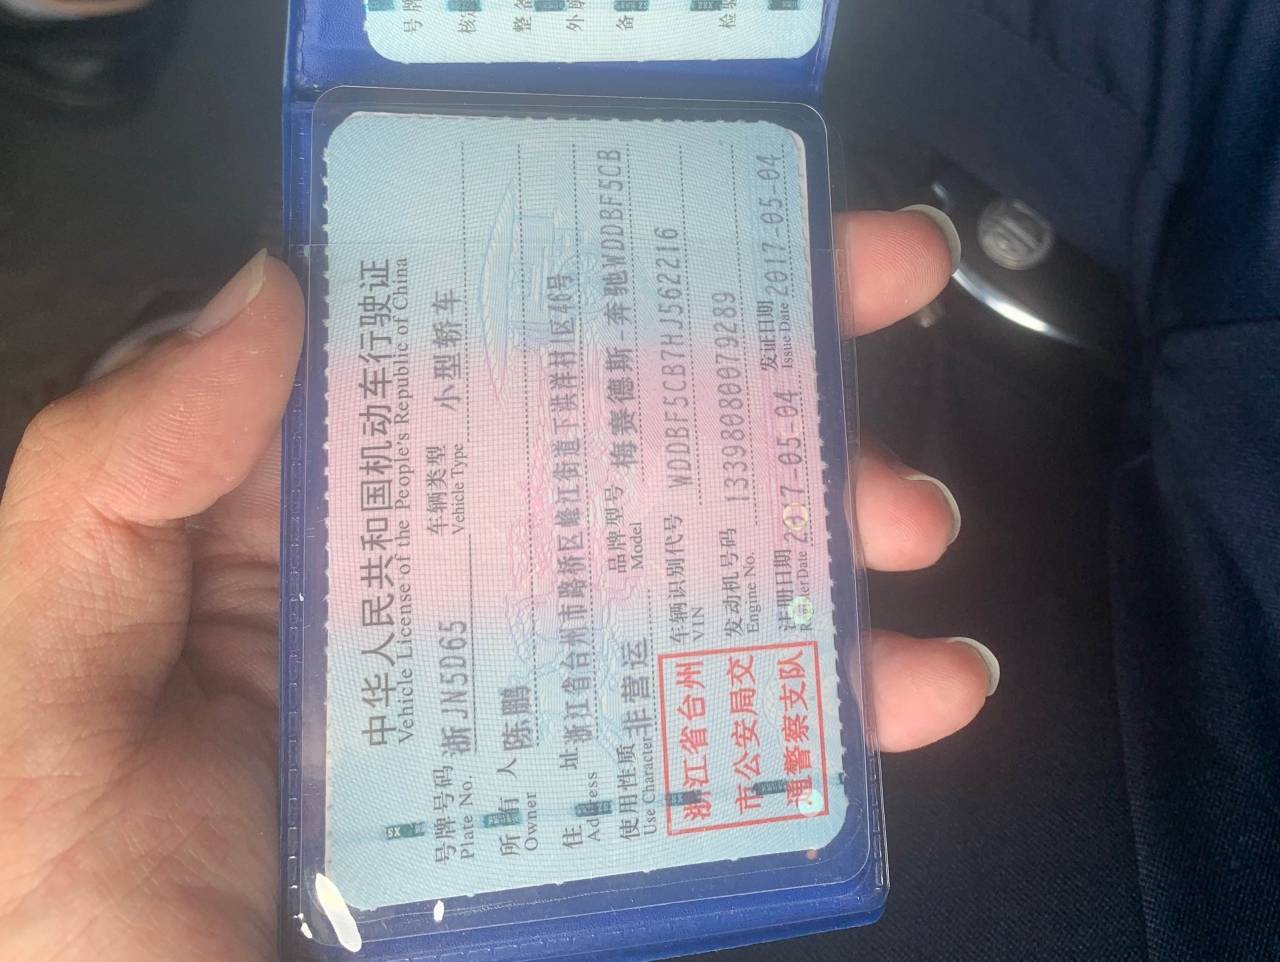 中华人民共和国机动车行驶证
Vehicle License of the People's Republic of China
号牌号码 浙JN5D65 车辆类型 小型轿车
Plate No. Vehicle Type
所有人 陈鹏
Owner
住址 浙江省台州市路桥区峰江街道下洪洋村1区46号
Address
使用性质 非营运 品牌型号 梅赛德斯-奔驰WDDBF5CB
Use Character Model
车辆识别代号 WDDBF5CB7HJ562216
VIN
发动机号码 13398080079289
Engine No.
注册日期 2017-05-04 发证日期 2017-05-04
Register Date Issue Date
浙江省台州
市公安局交
通警察支队